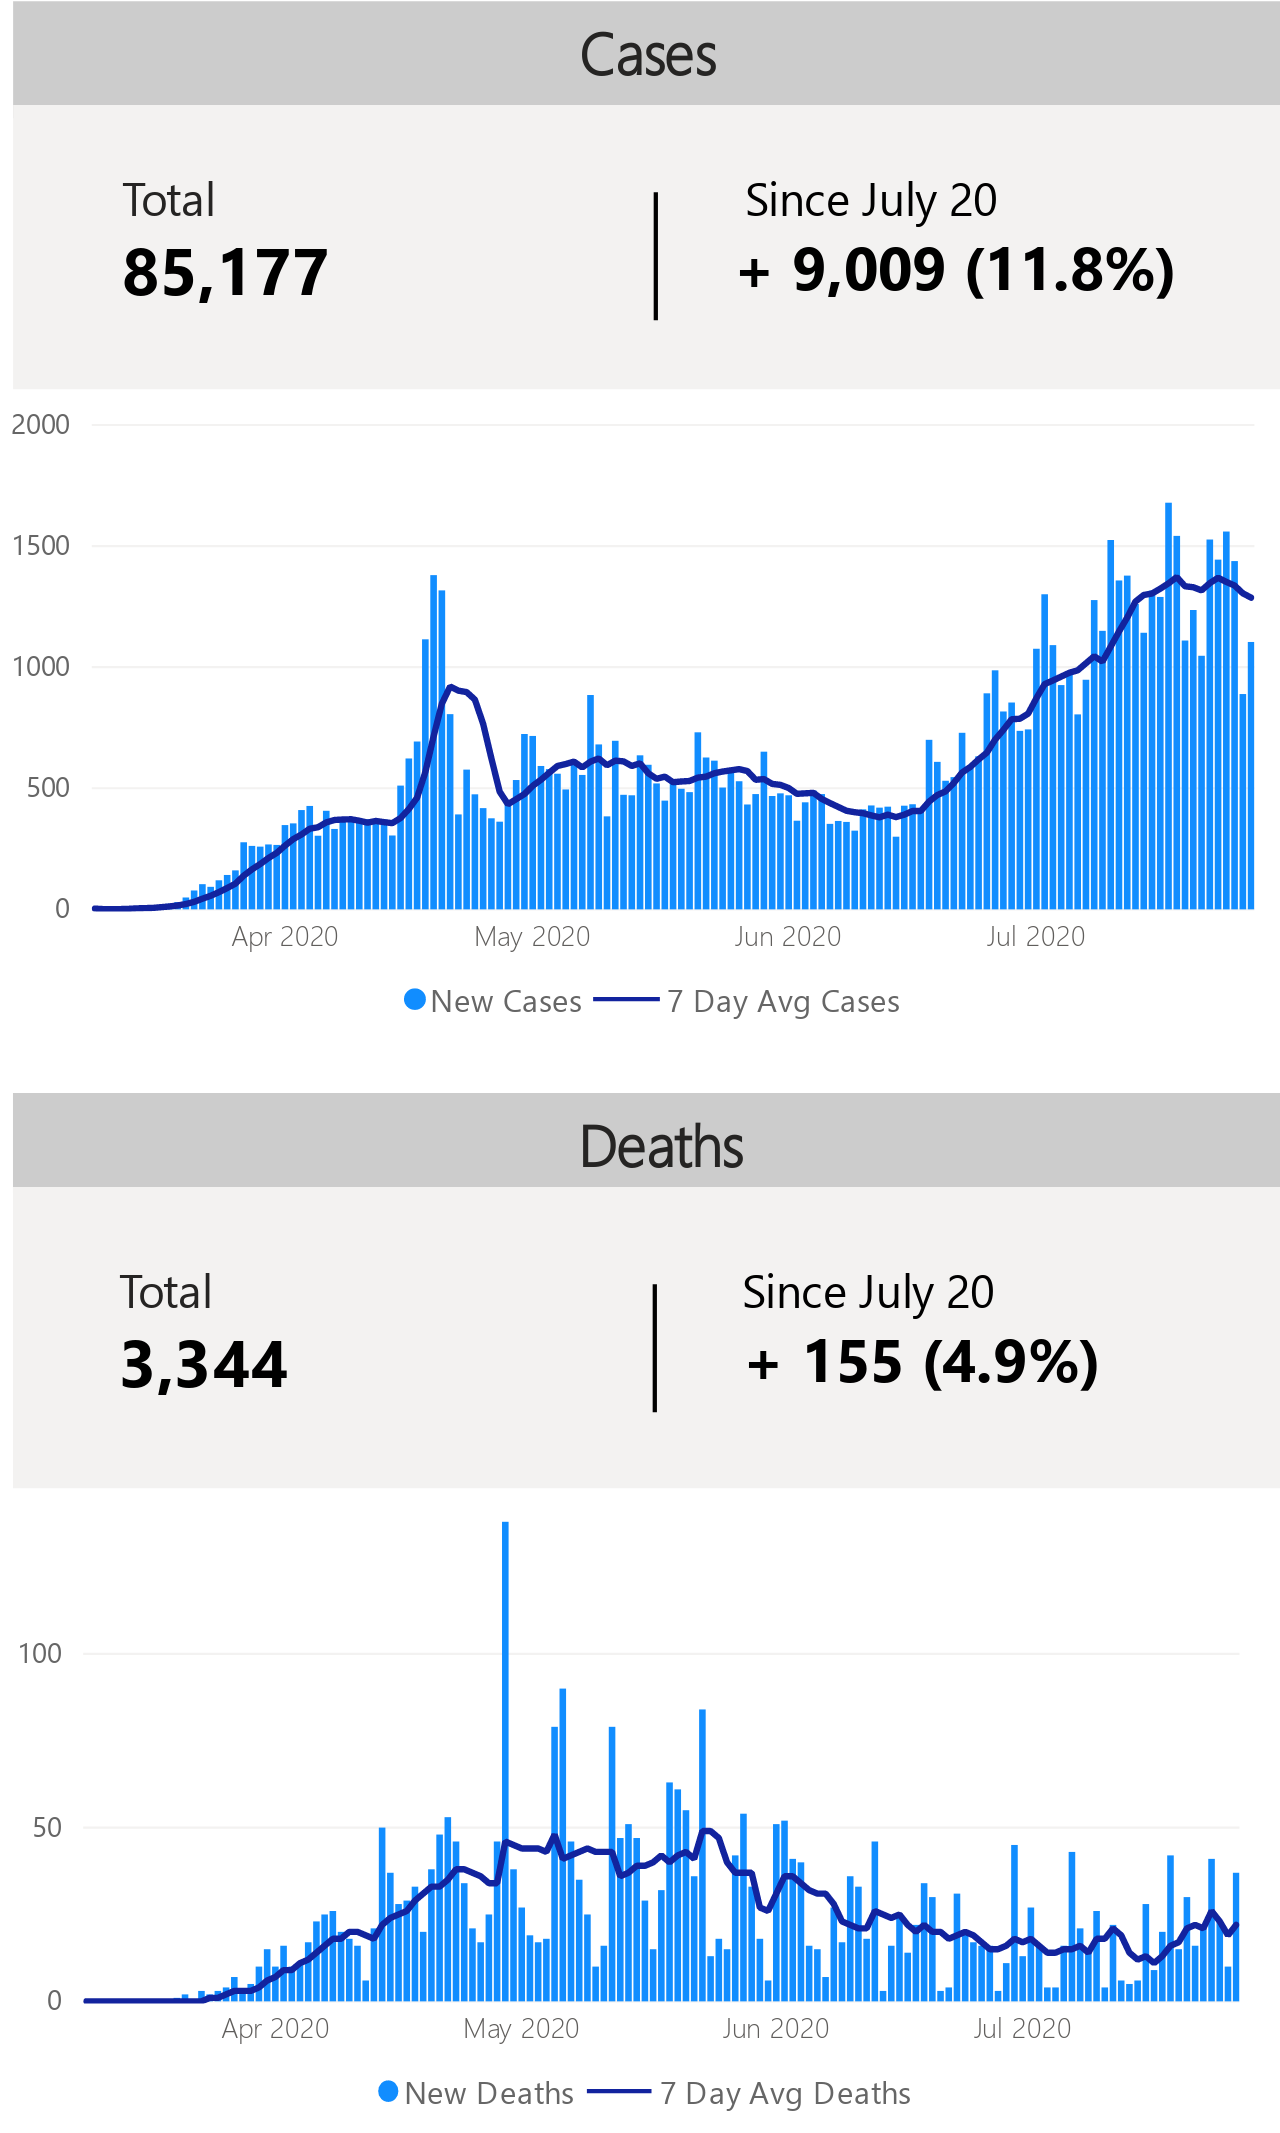 Cases
Total
Since July 20
85,177
+ 9,009 (11.8%)
2000
1500
1000
500
0
Apr 2020
May 2020
Jun 2020
Jul 2020
New Cases
7 Day Avg Cases
Deaths
Total
Since July 20
3,344
+ 155 (4.9%)
100
50
0
Apr 2020
May 2020
Jun 2020
Jul 2020
New Deaths
7 Day Avg Deaths